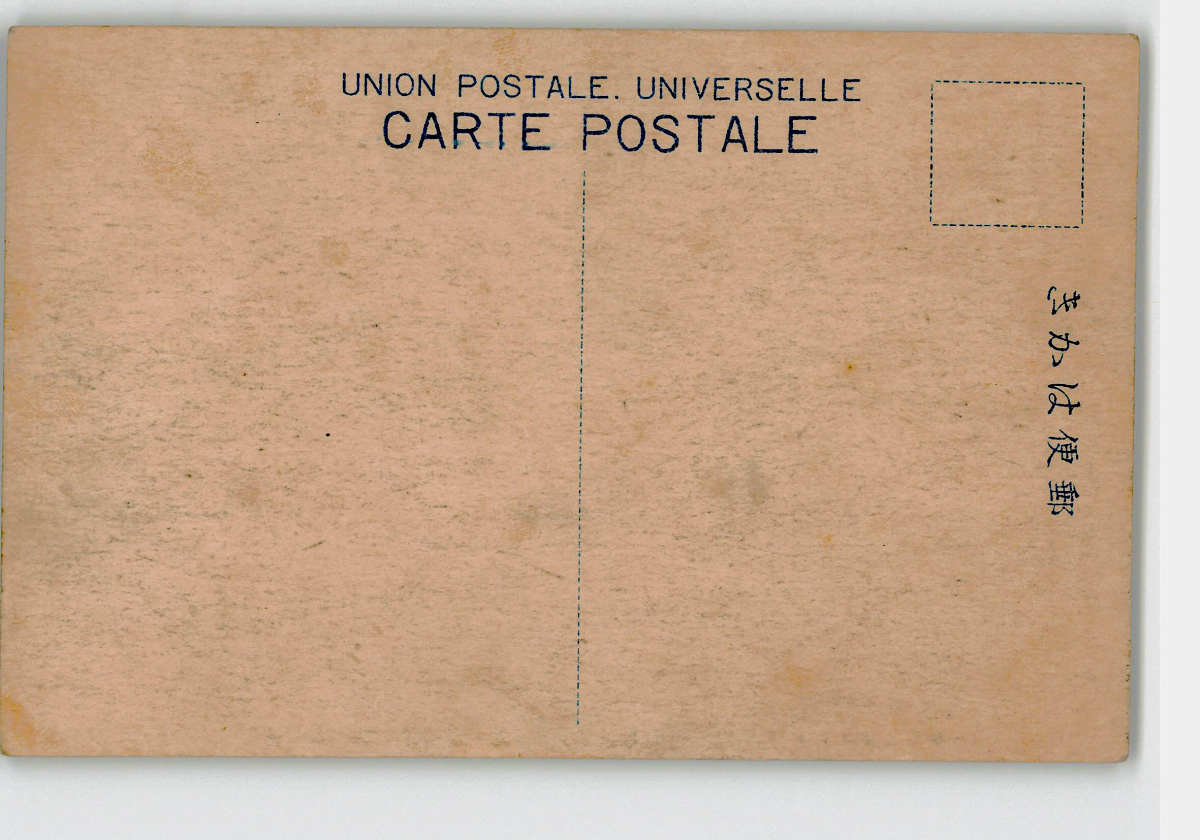 UNION POSTALE. UNIVERSELLE
CARTE POSTALE
郵便はかき